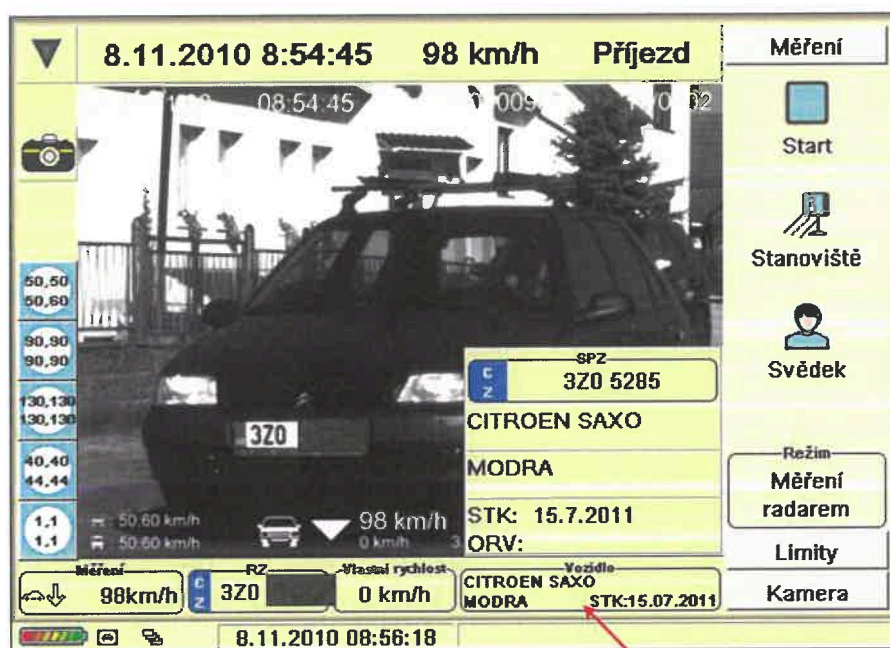 8.11.2010 8:54:45 98 km/h Příjezd
08:54:45
50,50
50,60
90,90
90,90
130,130
130,130
40,40
44,44
1,1
1,1
3Z0
50.60 km/h
50.60 km/h
98 km/h
0 km/h
SPZ
CZ 3Z0 5285
CITROEN SAXO
MODRA
STK: 15.7.2011
ORV:
Měření
98km/h
RZ
CZ 3Z0
Vlastní rychlost
0 km/h
Vozidlo
CITROEN SAXO
MODRA STK:15.07.2011
8.11.2010 08:56:18
Měření
Start
Stanoviště
Svědek
Režim
Měření
radarem
Limity
Kamera